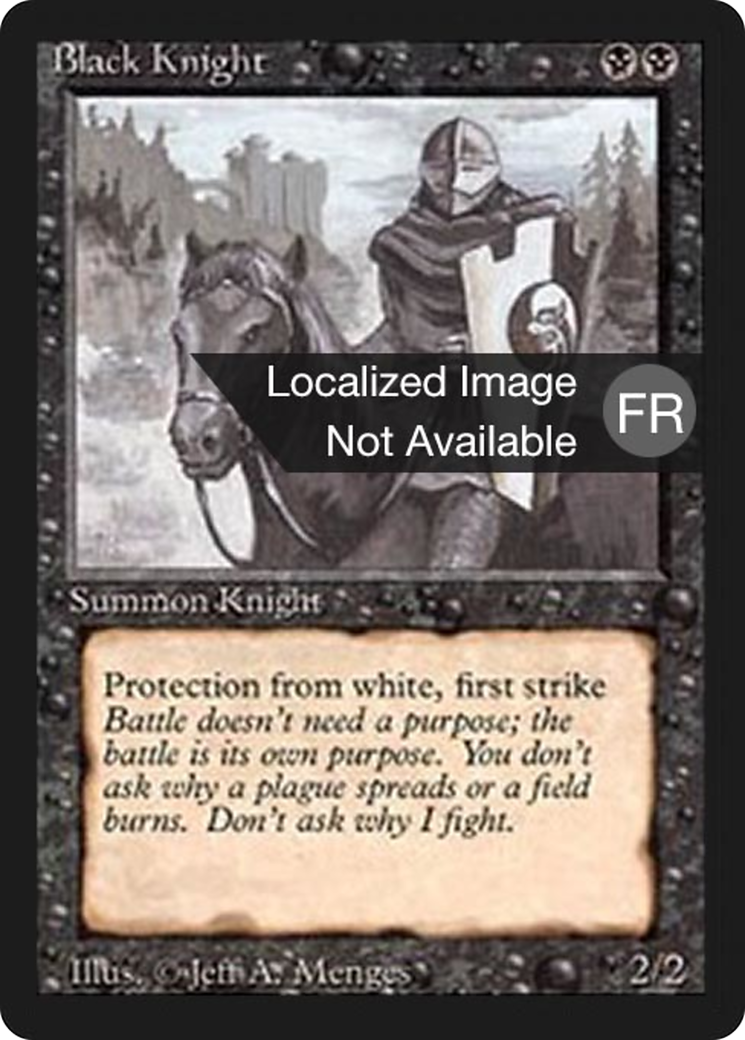 Black Knight
Localized Image
Not Available
FR
Summon Knight
Protection from white, first strike
Battle doesn't need a purpose; the
battle is its own purpose. You don't
ask why a plague spreads or a field
burns. Don't ask why I fight.
Illus. © Jeff A. Menges
2/2